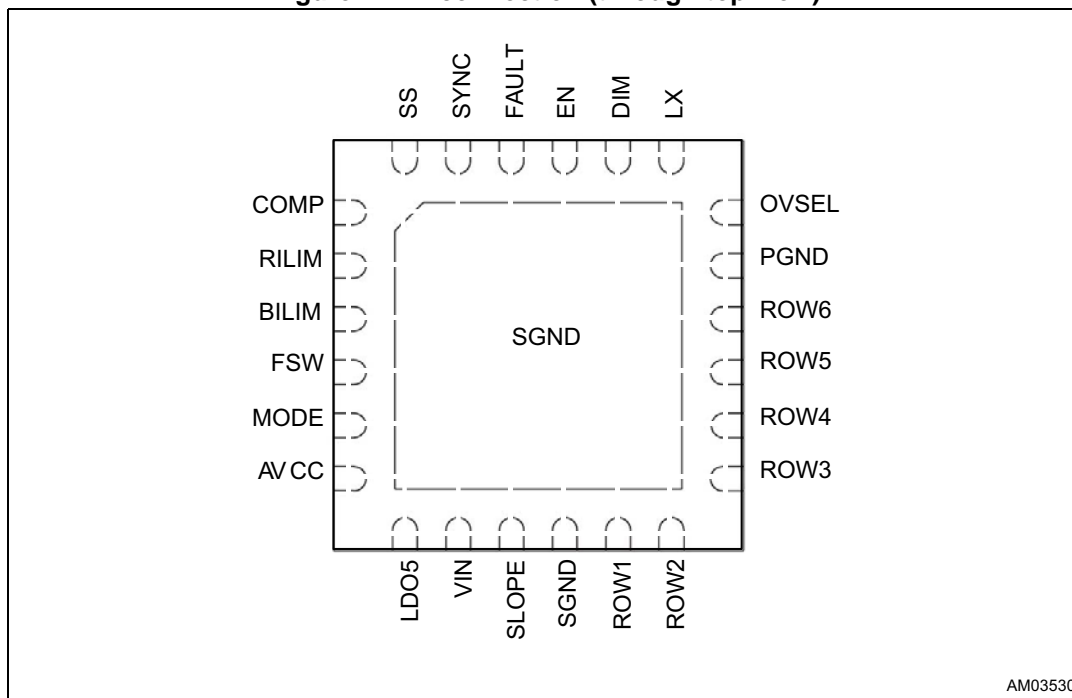 SS
SYNC
FAULT
EN
DIM
LX
COMP
RILIM
BILIM
FSW
MODE
AVCC
SGND
OVSEL
PGND
ROW6
ROW5
ROW4
ROW3
LDO5
VIN
SLOPE
SGND
ROW1
ROW2
AM03530